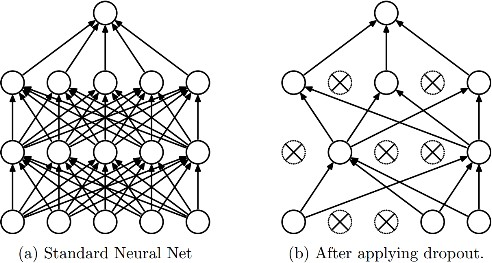 (a) Standard Neural Net
(b) After applying dropout.